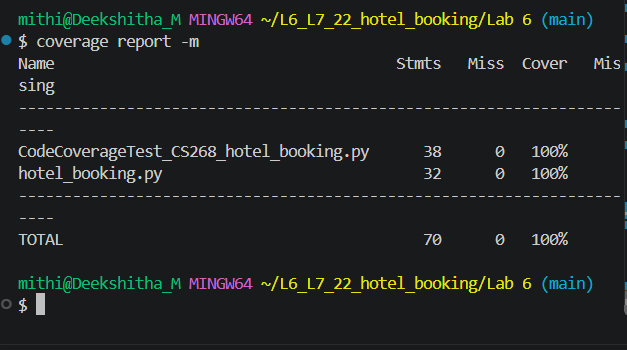 mithi@Deekshitha_M MINGW64 ~/L6_L7_22_hotel_booking/Lab 6 (main)
$ coverage report -m
Name                                      Stmts   Miss  Cover   Mis
sing
-------------------------------------------------------------------
----
CodeCoverageTest_CS268_hotel_booking.py      38      0   100%
hotel_booking.py                             32      0   100%
-------------------------------------------------------------------
----
TOTAL                                        70      0   100%

mithi@Deekshitha_M MINGW64 ~/L6_L7_22_hotel_booking/Lab 6 (main)
$